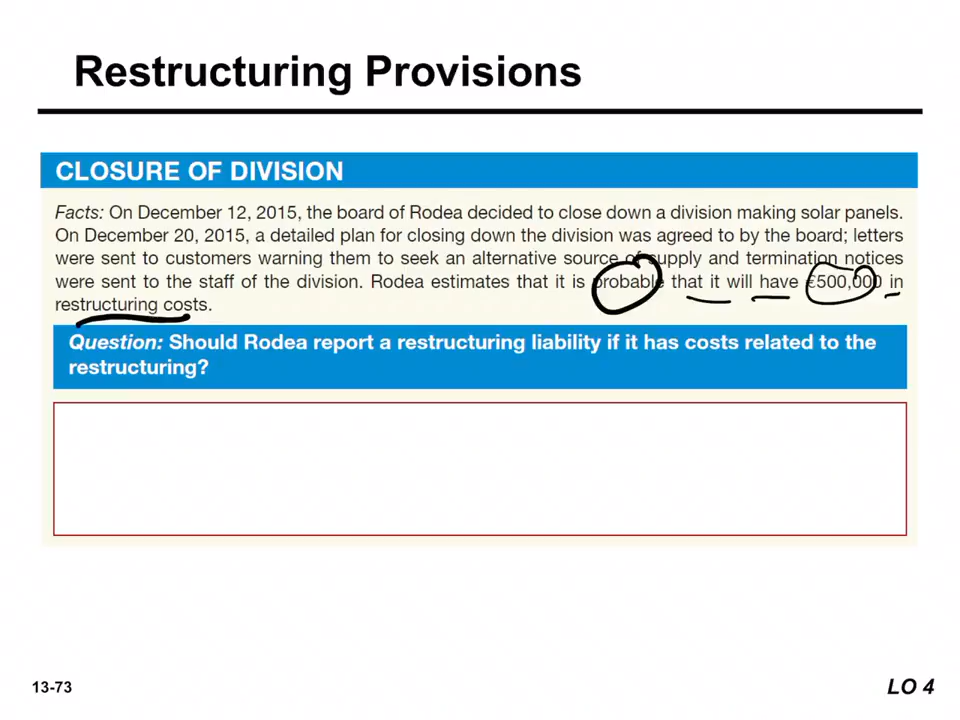 Restructuring Provisions
CLOSURE OF DIVISION
Facts: On December 12, 2015, the board of Rodea decided to close down a division making solar panels.
On December 20, 2015, a detailed plan for closing down the division was agreed to by the board; letters
were sent to customers warning them to seek an alternative source of supply and termination notices
were sent to the staff of the division. Rodea estimates that it is probable that it will have €500,000 in
restructuring costs.
Question: Should Rodea report a restructuring liability if it has costs related to the
restructuring?
13-73
LO 4